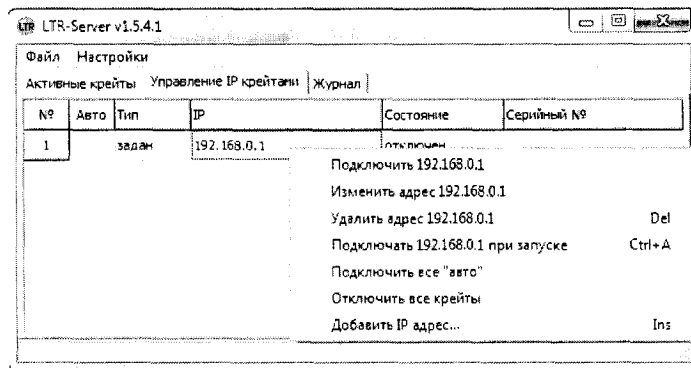 LTR LTR-Server v1.5.4.1
Файл Настройки
Активные крейты Управление IP крейтами Журнал
№ Авто Тип IP Состояние Серийный №
1 задан 192.168.0.1 отключен
Подключить 192.168.0.1
Изменить адрес 192.168.0.1
Удалить адрес 192.168.0.1 Del
Подключать 192.168.0.1 при запуске Ctrl+A
Подключить все "авто"
Отключить все крейты
Добавить IP адрес... Ins